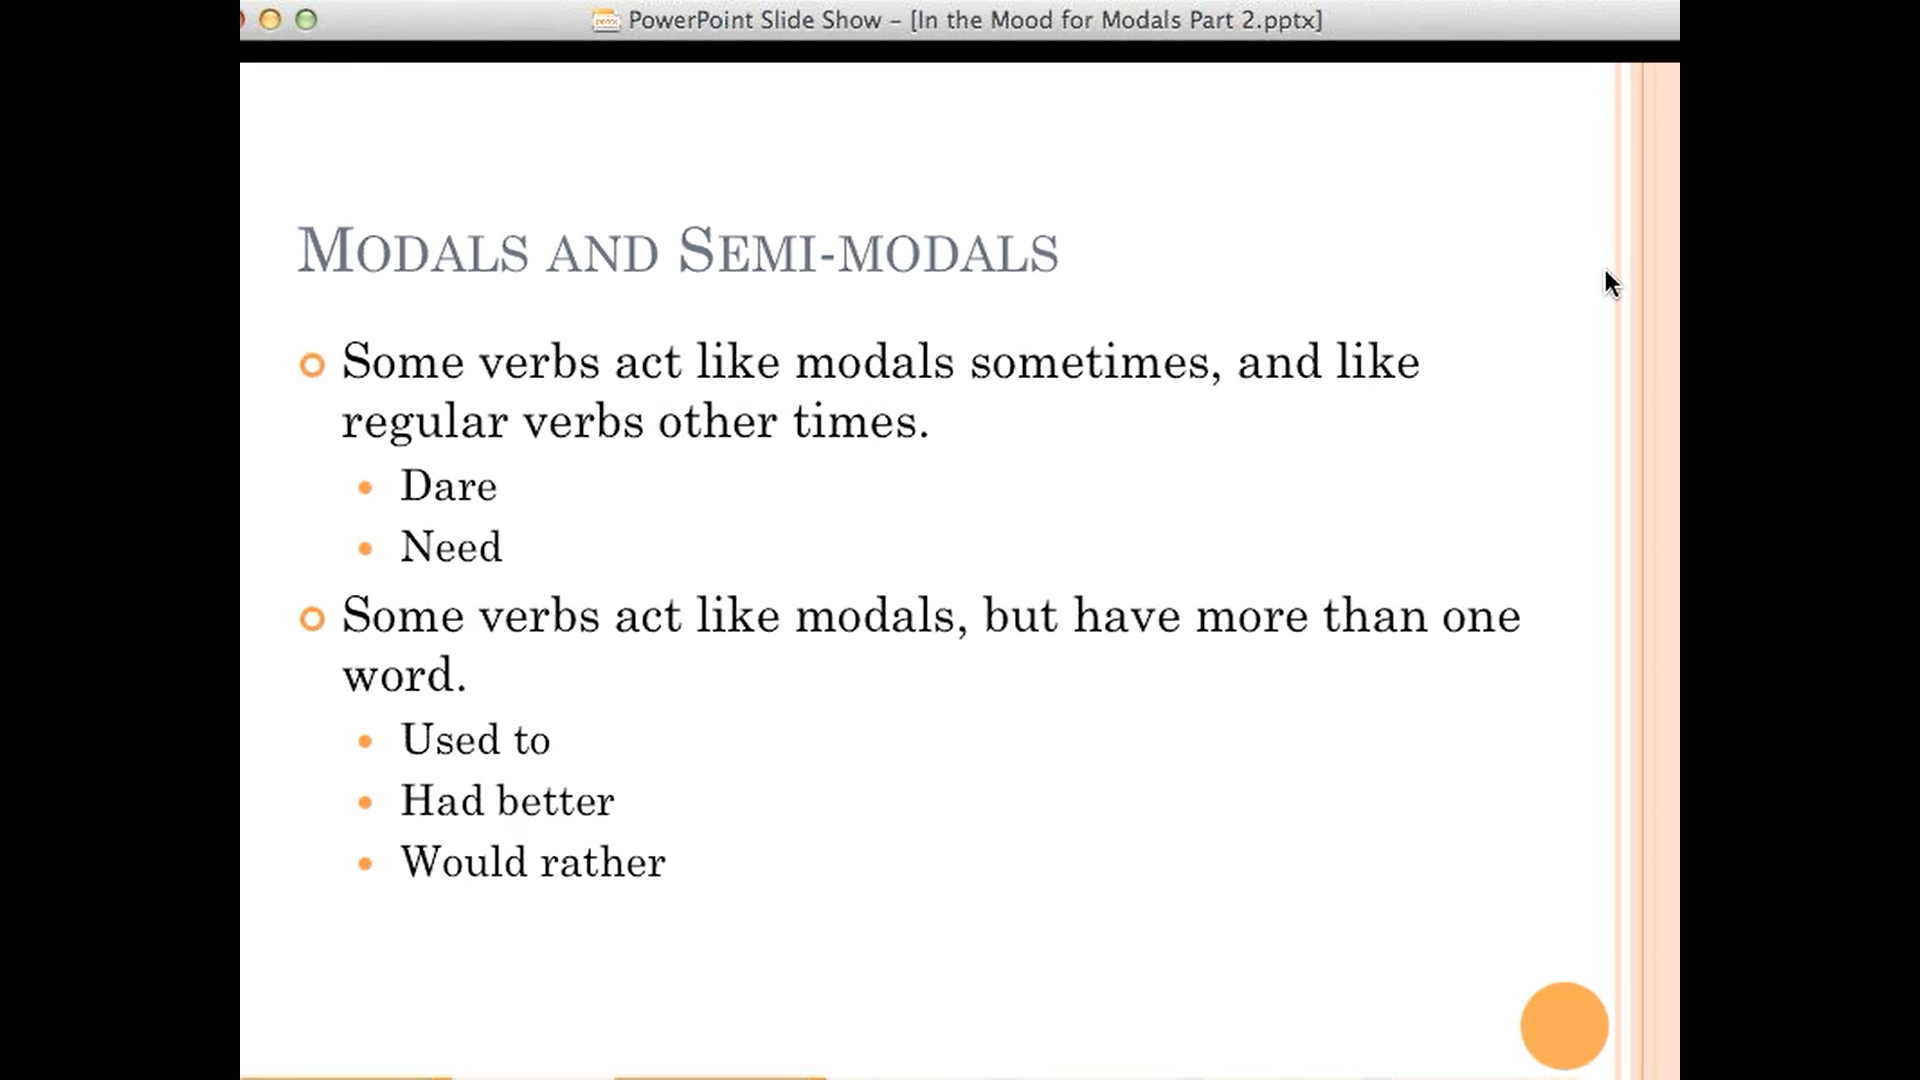 PowerPoint Slide Show – [In the Mood for Modals Part 2.pptx]
MODALS AND SEMI-MODALS
Some verbs act like modals sometimes, and like
regular verbs other times.
Dare
Need
Some verbs act like modals, but have more than one
word.
Used to
Had better
Would rather